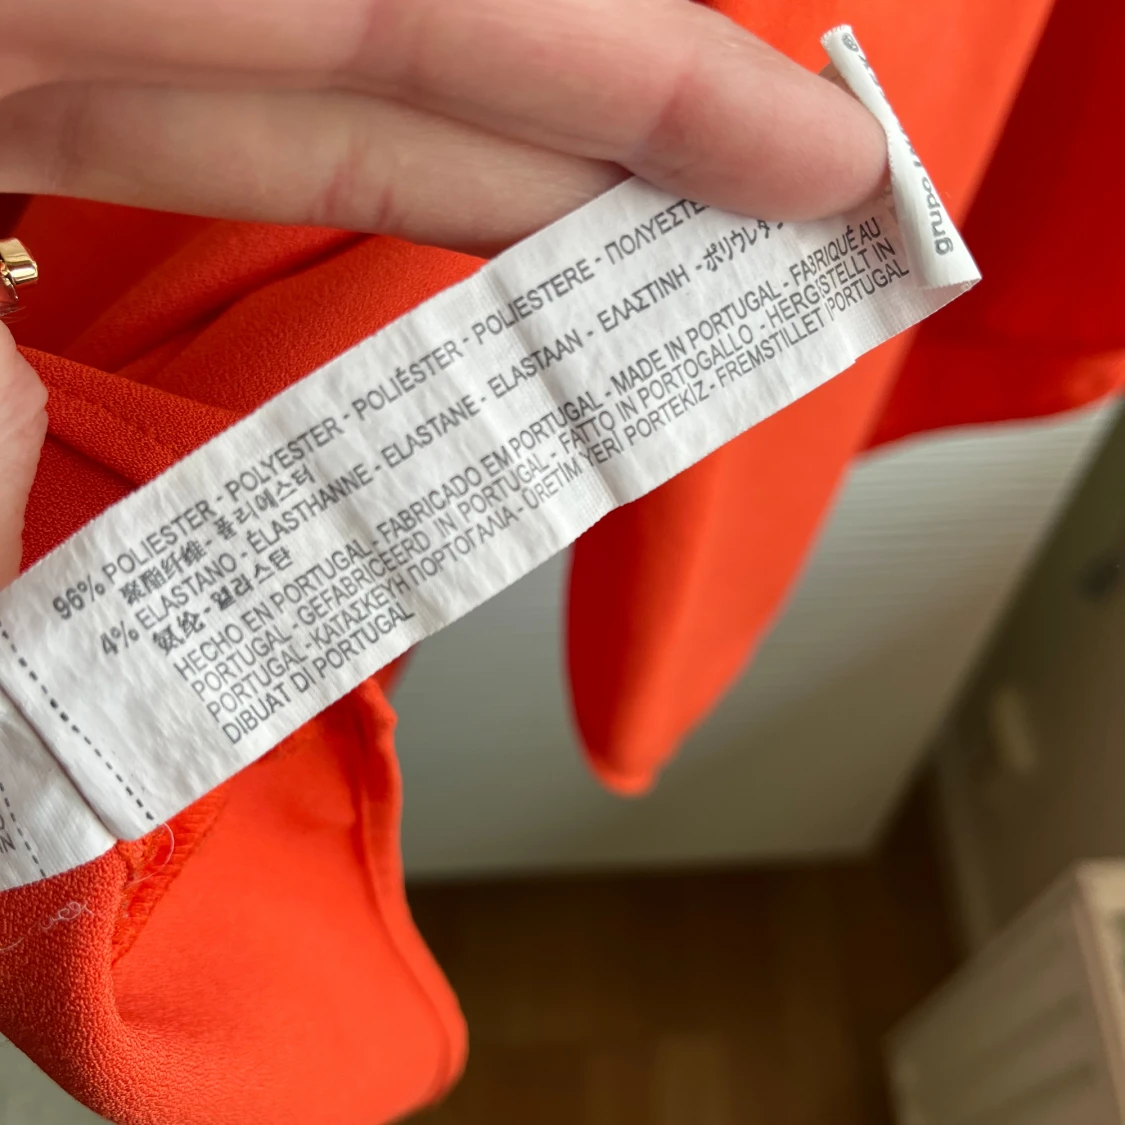 96% POLIESTER - POLYESTER - POLIÉSTER - POLIESTERE - ΠΟΛΥΕΣΤΕ
聚酯纤维 - 폴리에스터
4% ELASTANO - ÉLASTHANNE - ELASTANE - ELASTAAN - ΕΛΑΣΤΙΝΗ - ポリウレタン
氨纶 - 엘라스탄
HECHO EN PORTUGAL - FABRICADO EM PORTUGAL - MADE IN PORTUGAL - FABRIQUÉ AU
PORTUGAL - GEFABRICEERD IN PORTUGAL - FATTO IN PORTOGALLO - HERGISTELLT IN
PORTUGAL - ΚΑΤΑΣΚΕΥΗ ΠΟΡΤΟΓΑΛΙΑ - ÜRETIM YERI PORTEKIZ - FREMSTILLET PORTUGAL
DIBUAT DI PORTUGAL
grupo